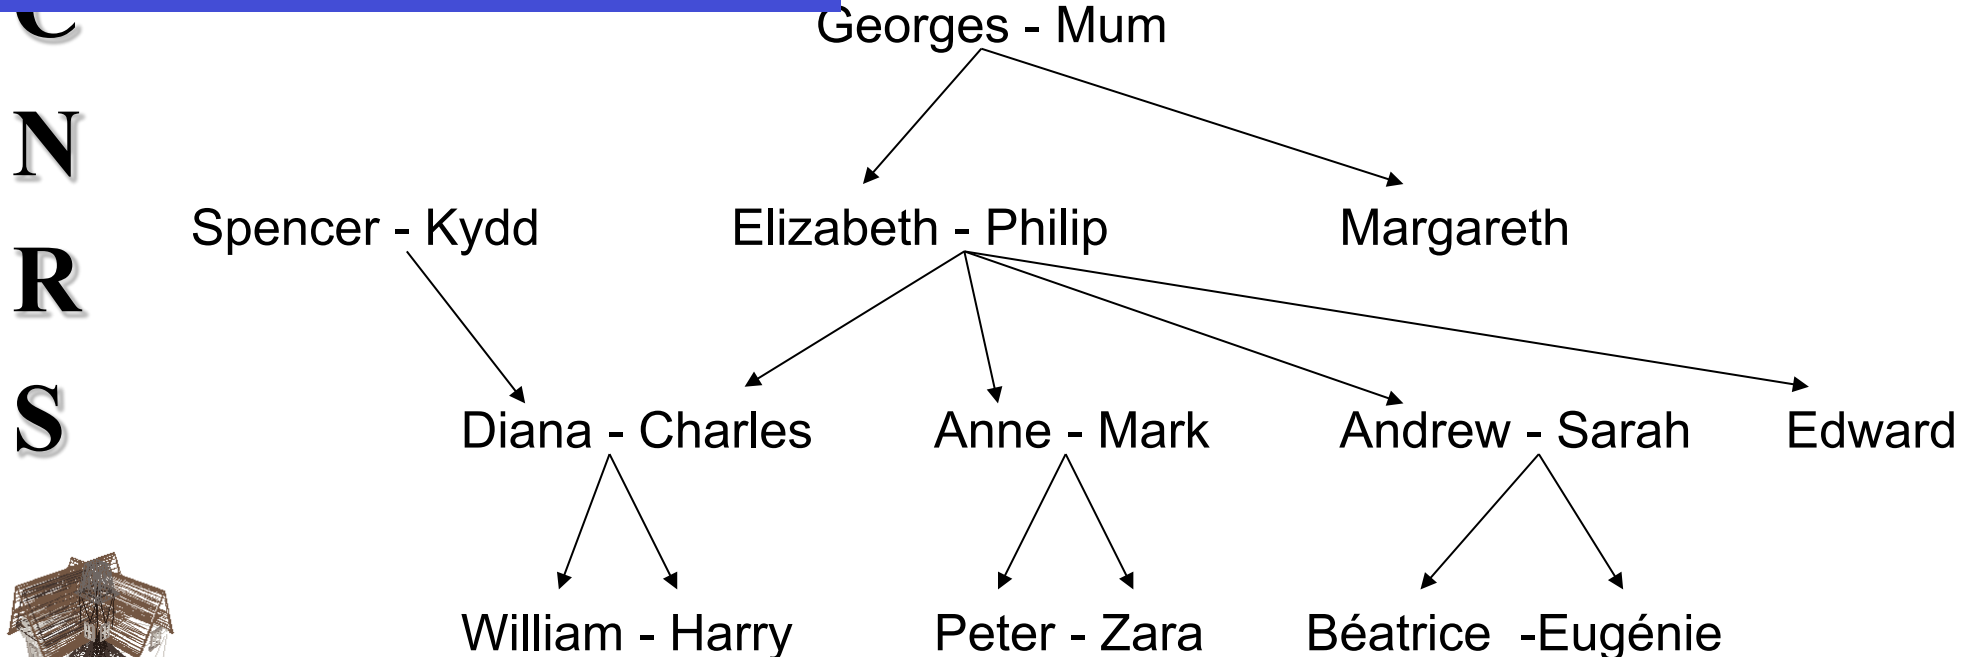 C
N
R
S
Georges - Mum
Spencer - Kydd
Elizabeth - Philip
Margareth
Diana - Charles
Anne - Mark
Andrew - Sarah
Edward
William - Harry
Peter - Zara
Béatrice -Eugénie